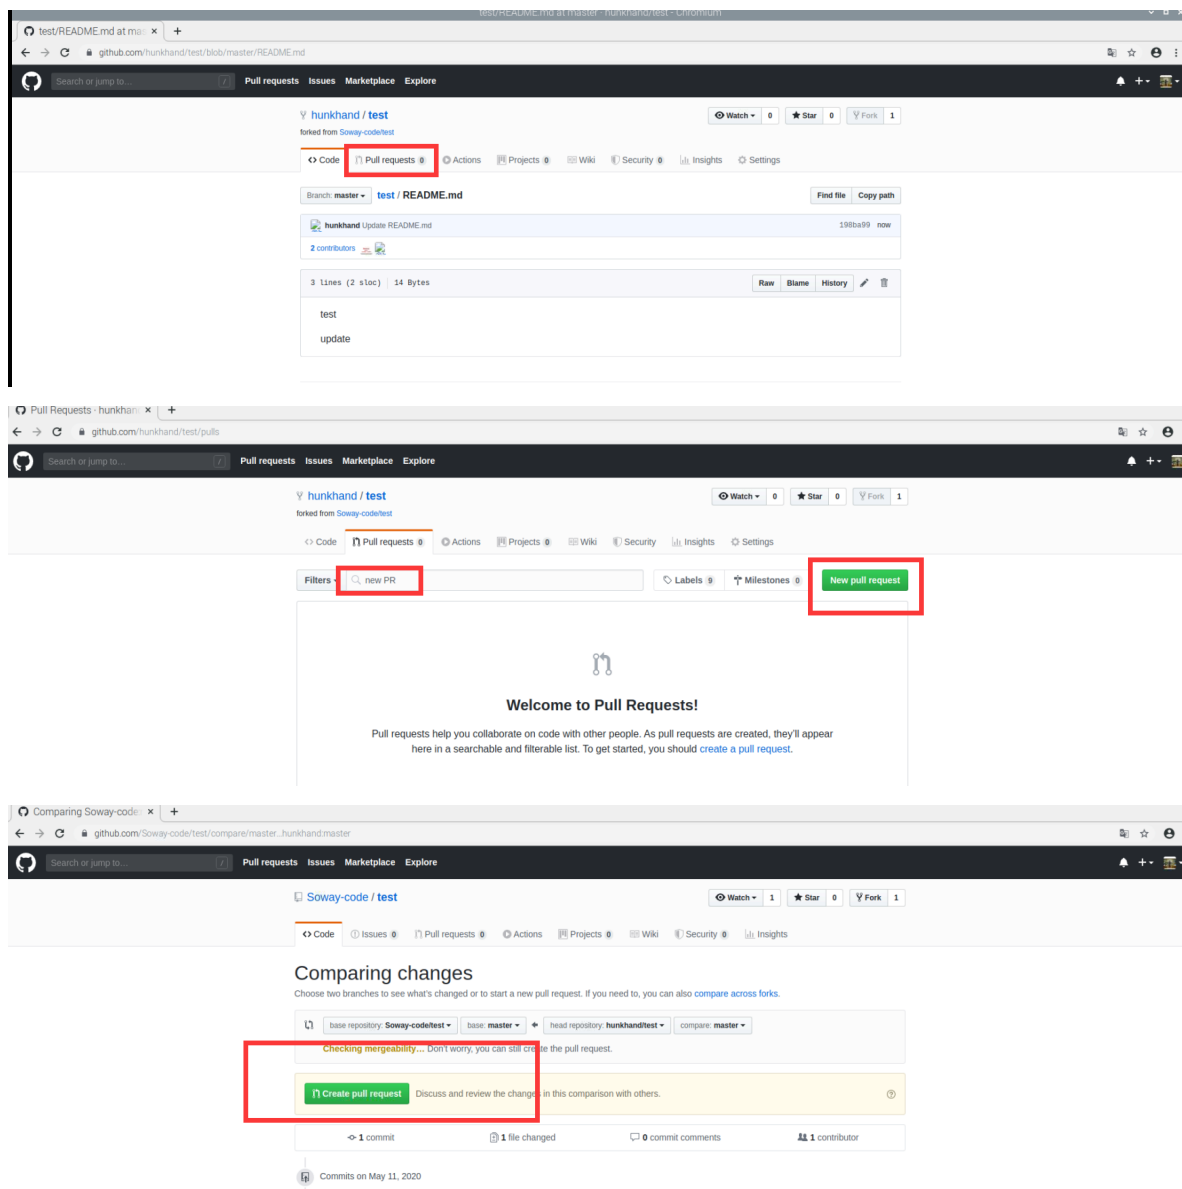 test/README.md at master · hunkhand/test - Chromium
test/README.md at mas × +
github.com/hunkhand/test/blob/master/README.md
Search or jump to... / Pull requests Issues Marketplace Explore
hunkhand / test Watch 0 Star 0 Fork 1
forked from Soway-code/test
Code Pull requests 0 Actions Projects 0 Wiki Security 0 Insights Settings
Branch: master test / README.md Find file Copy path
hunkhand Update README.md 198ba99 now
2 contributors
3 lines (2 sloc) 14 Bytes Raw Blame History
test
update
Pull Requests · hunkhan × +
github.com/hunkhand/test/pulls
Search or jump to... / Pull requests Issues Marketplace Explore
hunkhand / test Watch 0 Star 0 Fork 1
forked from Soway-code/test
Code Pull requests 0 Actions Projects 0 Wiki Security Insights Settings
Filters new PR Labels 9 Milestones 0 New pull request
Welcome to Pull Requests!
Pull requests help you collaborate on code with other people. As pull requests are created, they'll appear
here in a searchable and filterable list. To get started, you should create a pull request.
Comparing Soway-code: × +
github.com/Soway-code/test/compare/master...hunkhand:master
Search or jump to... / Pull requests Issues Marketplace Explore
Soway-code / test Watch 1 Star 0 Fork 1
Code Issues 0 Pull requests 0 Actions Projects 0 Wiki Security 0 Insights
Comparing changes
Choose two branches to see what's changed or to start a new pull request. If you need to, you can also compare across forks.
base repository: Soway-code/test base: master head repository: hunkhand/test compare: master
Checking mergeability... Don't worry, you can still create the pull request.
Create pull request Discuss and review the changes in this comparison with others.
1 commit 1 file changed 0 commit comments 1 contributor
Commits on May 11, 2020